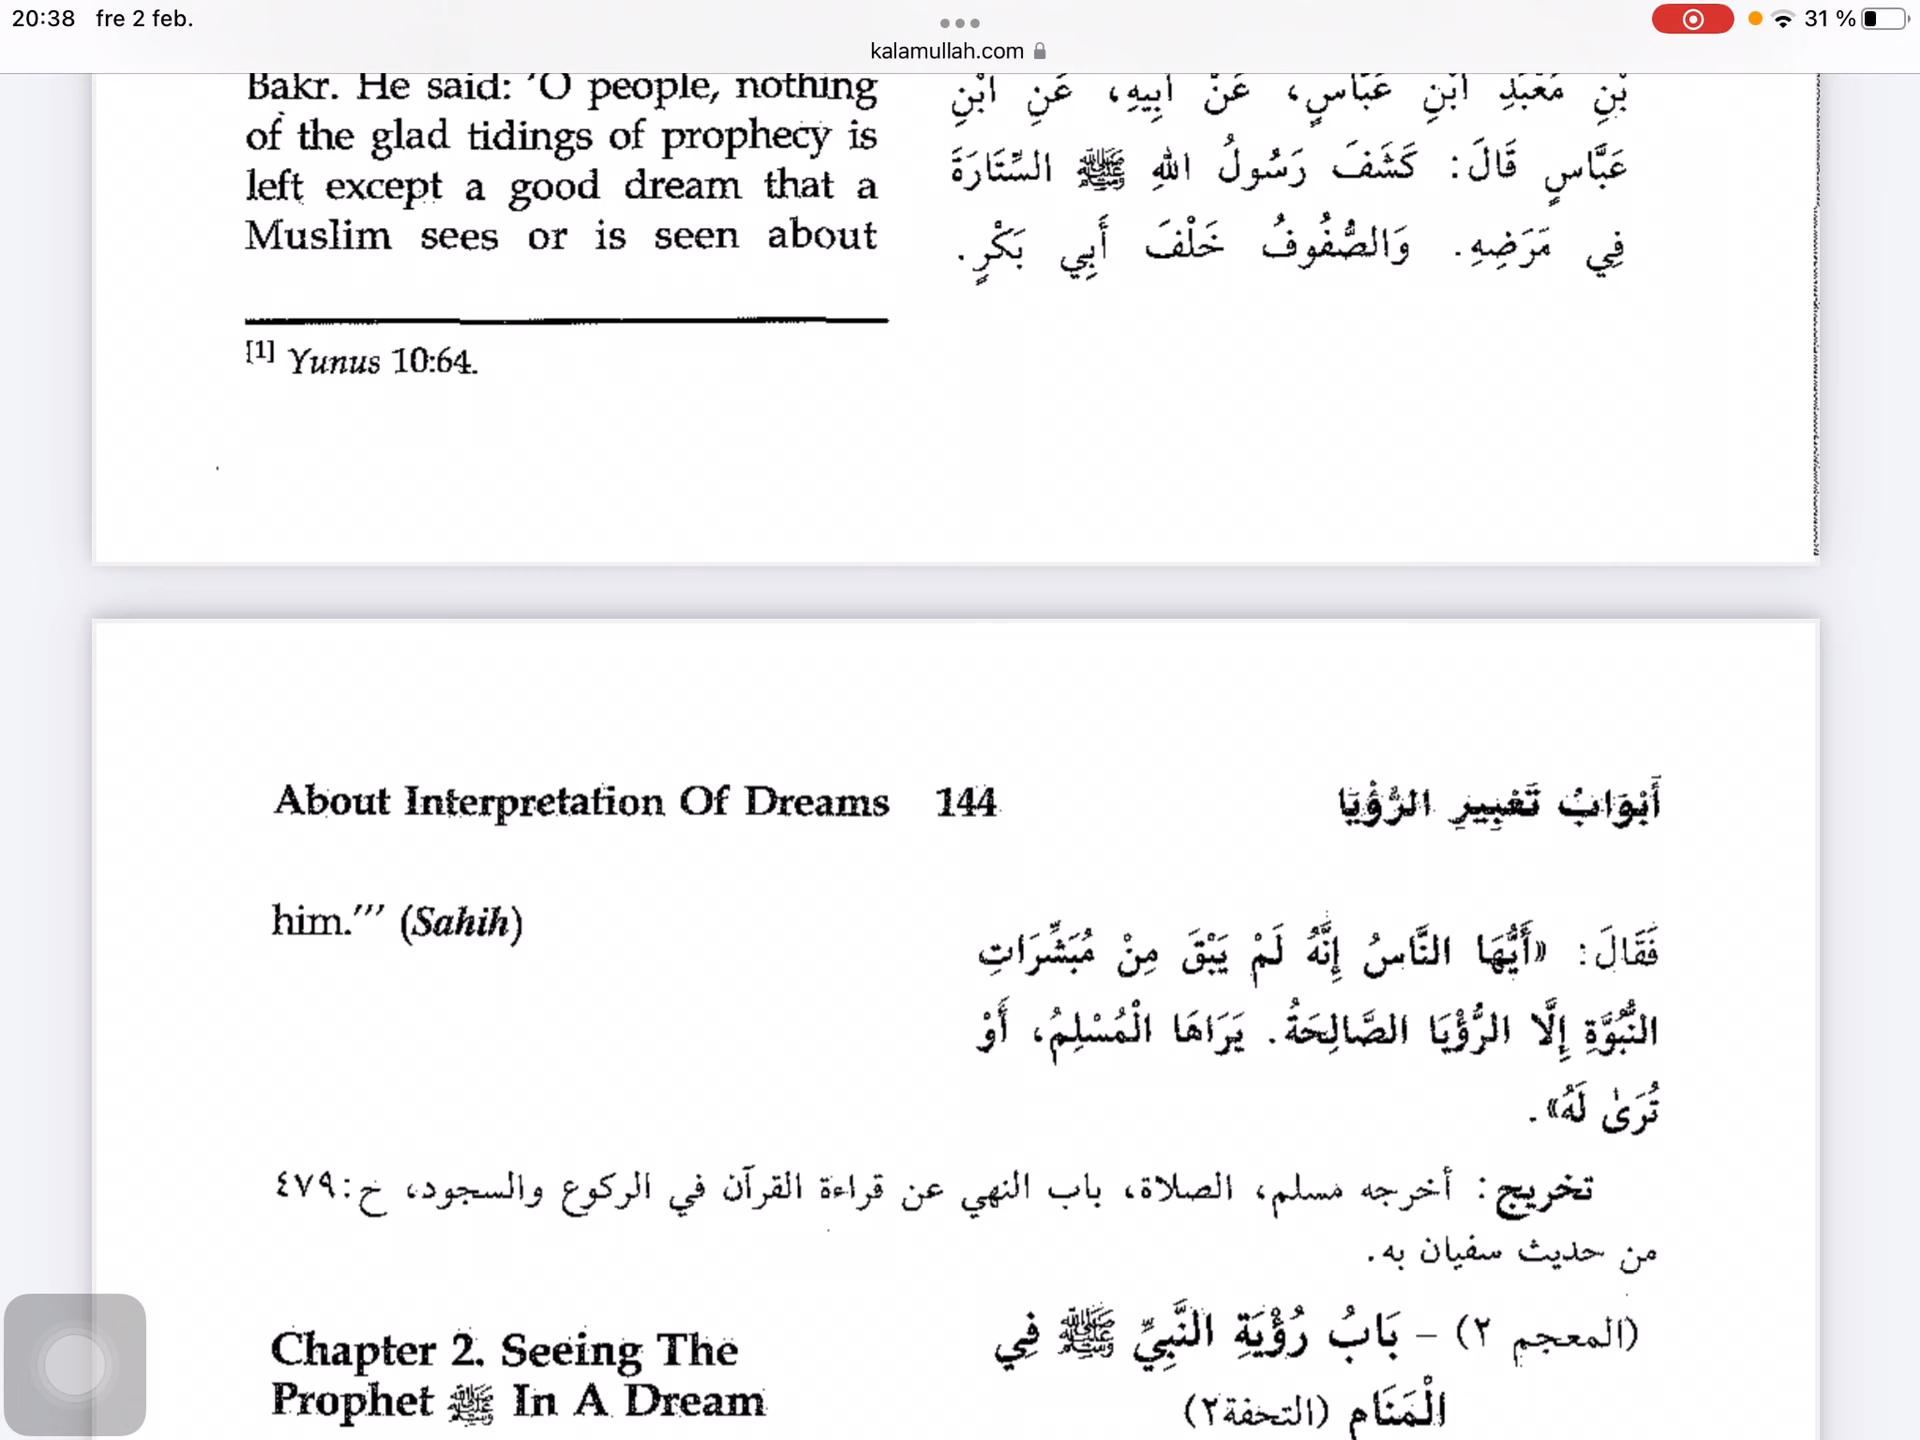 20:38 fre 2 feb.
31 %
kalamullah.com
Bakr. He said: 'O people, nothing
of the glad tidings of prophecy is
left except a good dream that a
Muslim sees or is seen about
[1] Yunus 10:64.
بْنِ مَعْبَدِ ابْنِ عَبَّاسٍ، عَنْ أَبِيهِ، عَنِ ابْنِ
عَبَّاسٍ قَالَ: كَشَفَ رَسُولُ اللهِ ﷺ السِّتَارَةَ
فِي مَرَضِهِ. وَالصُّفُوفُ خَلْفَ أَبِي بَكْرٍ.
About Interpretation Of Dreams 144 أَبْوَابُ تَعْبِيرِ الرُّؤْيَا
him.''' (Sahih)
فَقَالَ: «أَيُّهَا النَّاسُ إِنَّهُ لَمْ يَبْقَ مِنْ مُبَشِّرَاتِ
النُّبُوَّةِ إِلَّا الرُّؤْيَا الصَّالِحَةُ. يَرَاهَا الْمُسْلِمُ، أَوْ
تُرَىٰ لَهُ».
تخريج: أخرجه مسلم، الصلاة، باب النهي عن قراءة القرآن في الركوع والسجود، ح:٤٧٩
من حديث سفيان به.
Chapter 2. Seeing The
Prophet ﷺ In A Dream
(المعجم ٢) - بَابُ رُؤْيَةِ النَّبِيِّ ﷺ فِي
الْمَنَامِ (التحفة٢)